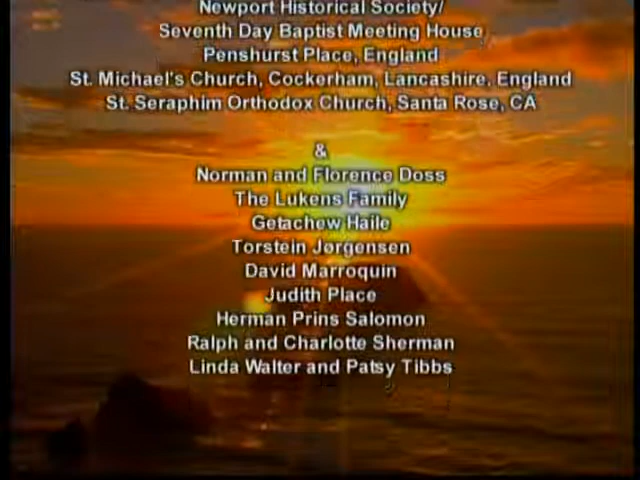 Newport Historical Society/
Seventh Day Baptist Meeting House
Penshurst Place, England
St. Michael's Church, Cockerham, Lancashire, England
St. Seraphim Orthodox Church, Santa Rose, CA
&
Norman and Florence Doss
The Lukens Family
Getachew Haile
Torstein Jørgensen
David Marroquin
Judith Place
Herman Prins Salomon
Ralph and Charlotte Sherman
Linda Walter and Patsy Tibbs